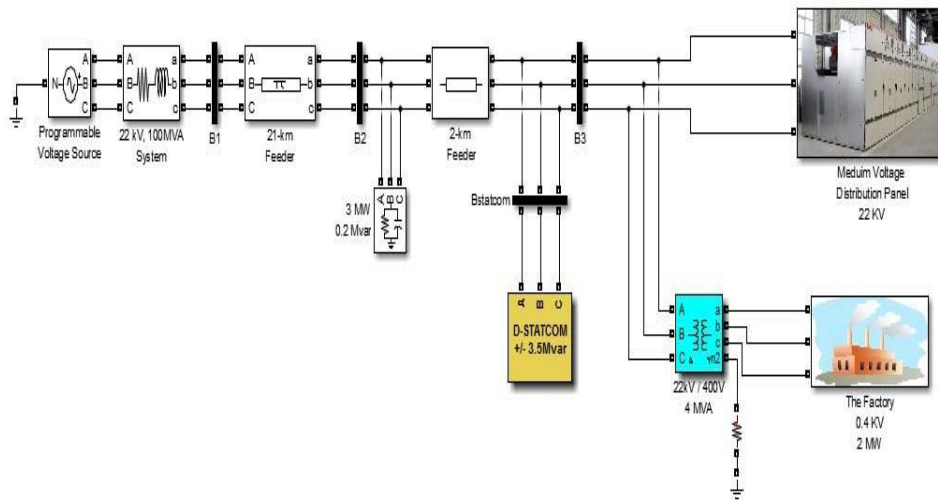 N
A
B
C
Programmable
Voltage Source
A
B
C
a
b
c
22 kV, 100MVA
System
B1
A
B
C
a
b
c
21-km
Feeder
B2
A
B
C
3 MW
0.2 Mvar
2-km
Feeder
Bstatcom
A
B
C
D-STATCOM
+/- 3.5Mvar
B3
Meduim Voltage
Distribution Panel
22 KV
A
B
C
a
b
c
n2
22kV / 400V
4 MVA
The Factory
0.4 KV
2 MW